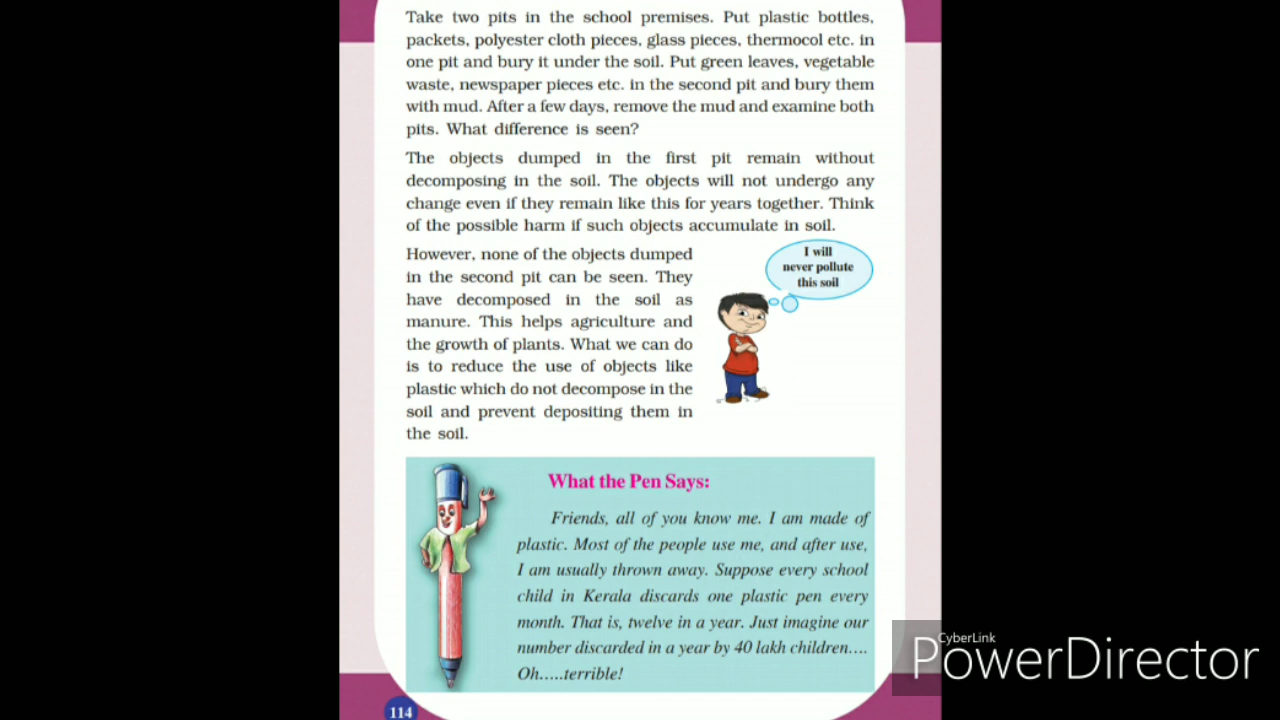 Take two pits in the school premises. Put plastic bottles,
packets, polyester cloth pieces, glass pieces, thermocol etc. in
one pit and bury it under the soil. Put green leaves, vegetable
waste, newspaper pieces etc. in the second pit and bury them
with mud. After a few days, remove the mud and examine both
pits. What difference is seen?
The objects dumped in the first pit remain without
decomposing in the soil. The objects will not undergo any
change even if they remain like this for years together. Think
of the possible harm if such objects accumulate in soil.
However, none of the objects dumped
in the second pit can be seen. They
have decomposed in the soil as
manure. This helps agriculture and
the growth of plants. What we can do
is to reduce the use of objects like
plastic which do not decompose in the
soil and prevent depositing them in
the soil.
I will
never pollute
this soil
What the Pen Says:
Friends, all of you know me. I am made of
plastic. Most of the people use me, and after use,
I am usually thrown away. Suppose every school
child in Kerala discards one plastic pen every
month. That is, twelve in a year. Just imagine our
number discarded in a year by 40 lakh children....
Oh.....terrible!
114
CyberLink
PowerDirector